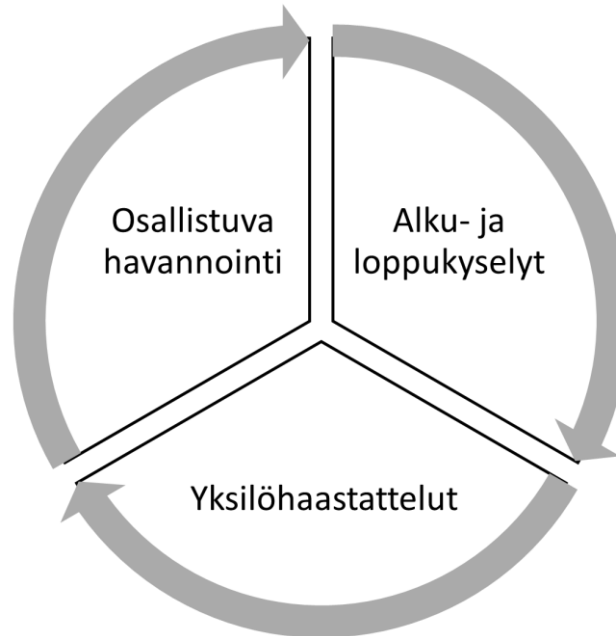 Osallistuva
havannointi
Alku- ja
loppukyselyt
Yksilöhaastattelut